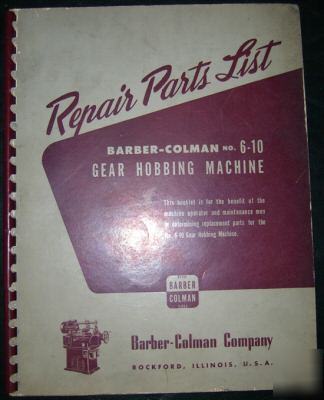 Repair Parts List
BARBER-COLMAN NO. 6-10
GEAR HOBBING MACHINE
This booklet is for the benefit of the
machine operator and maintenance men
in determining replacement parts for the
No. 6-10 Gear Hobbing Machine.
BARBER
COLMAN
Barber-Colman Company
ROCKFORD, ILLINOIS, U.S.A.